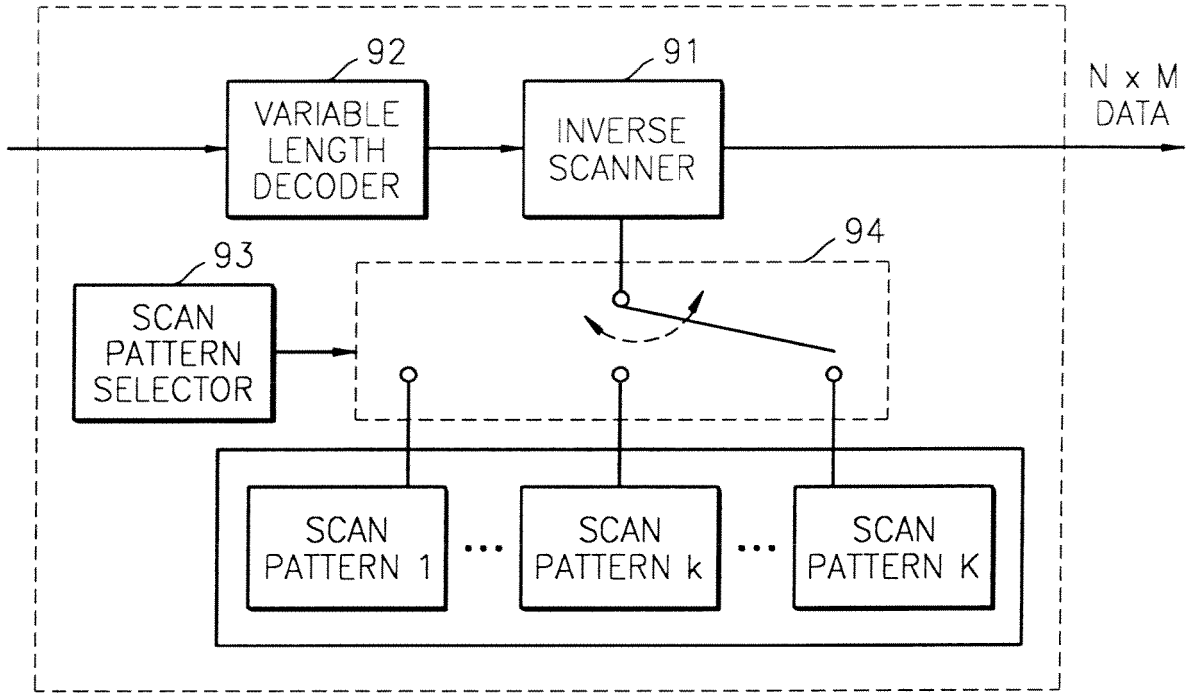 92
VARIABLE
LENGTH
DECODER
91
INVERSE
SCANNER
N x M
DATA
93
SCAN
PATTERN
SELECTOR
94
SCAN
PATTERN 1
...
SCAN
PATTERN k
...
SCAN
PATTERN K